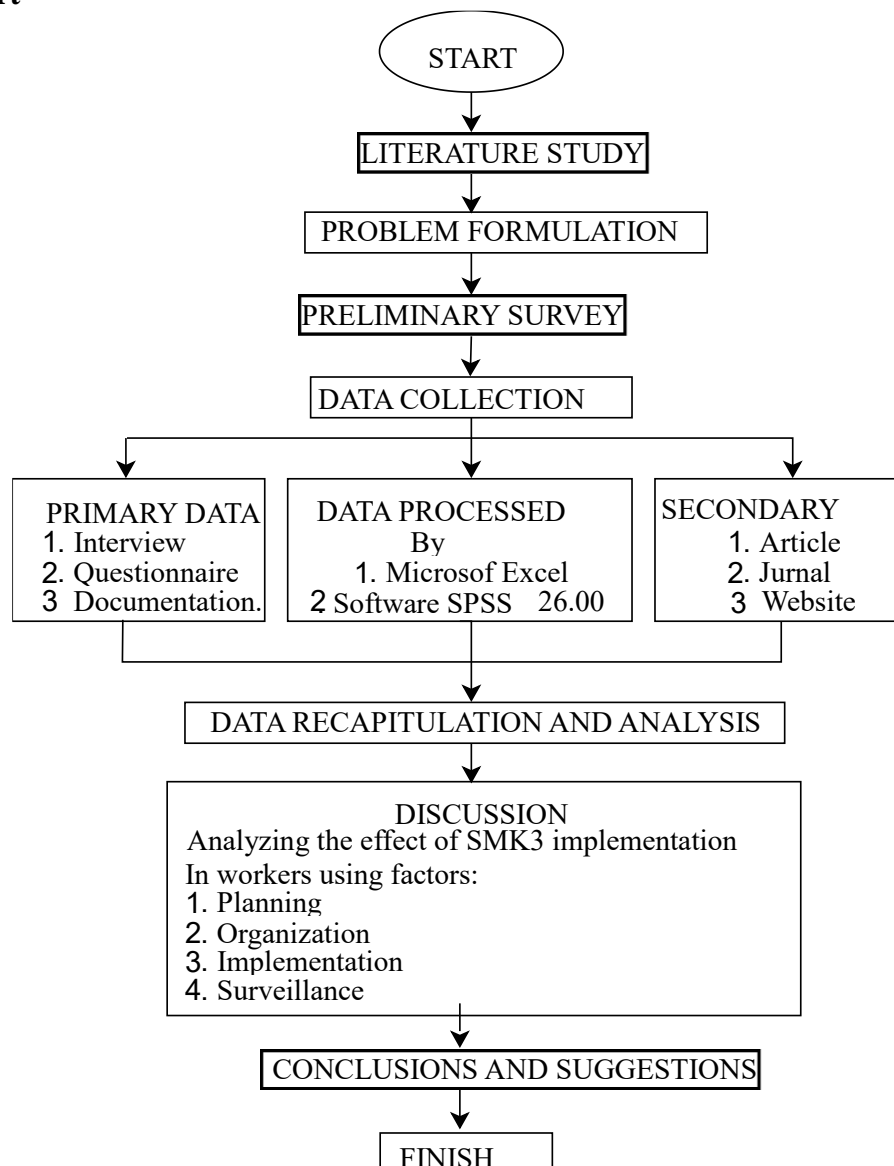 START
LITERATURE STUDY
PROBLEM FORMULATION
PRELIMINARY SURVEY
DATA COLLECTION
PRIMARY DATA
1. Interview
2. Questionnaire
3 Documentation.
DATA PROCESSED
By
1. Microsof Excel
2 Software SPSS 26.00
SECONDARY
1. Article
2. Jurnal
3 Website
DATA RECAPITULATION AND ANALYSIS
DISCUSSION
Analyzing the effect of SMK3 implementation
In workers using factors:
1. Planning
2. Organization
3. Implementation
4. Surveillance
CONCLUSIONS AND SUGGESTIONS
FINISH